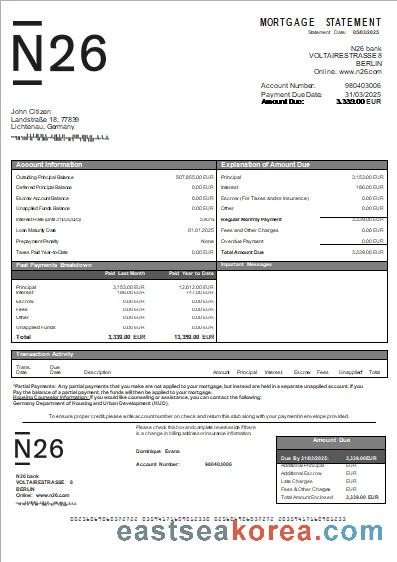 N26
MORTGAGE STATEMENT
Statement Date: 05/03/2025
N26 bank
VOLTAIRESTRASSE 8
BERLIN
Online: www.n26.com
Account Number: 980403006
Payment Due Date: 31/03/2025
Amount Due: 3.339.00 EUR
John Citizen
Landstraße 18, 77839
Lichtenau, Germany
Account Information
Outstanding Principal Balance 507,855.00 EUR
Deferred Principal Balance 0.00 EUR
Escrow Account Balance 0.00 EUR
Unapplied Funds Balance 0.00 EUR
Loan Maturity Date 01.01.2025
Prepayment Penalty None
Taxes Paid Year-to-Date 0.00 EUR
Explanation of Amount Due
Principal 3,153.00 EUR
Interest 186.00 EUR
Escrow (For Taxes and/or Insurance) 0.00 EUR
Other 0.00 EUR
Regular Monthly Payment 3,339.00 EUR
Fees and Other Charges 0.00 EUR
Overdue Payment 0.00 EUR
Total Amount Due 3,339.00 EUR
Past Payments Breakdown
Paid Last Month Paid Year to Date
Principal 3,153.00 EUR 12,612.00 EUR
Interest 186.00 EUR
Escrow 0.00 EUR 0.00 EUR
Fees 0.00 EUR 0.00 EUR
Other 0.00 EUR 0.00 EUR
Unapplied Funds 0.00 EUR 0.00 EUR
Total 3,339.00 EUR 13,359.00 EUR
Important Messages
Transaction Activity
Trans. Date Due Date Description Amount Principal Interest Escrow Fees Unapplied* Total
*Partial Payments: Any partial payments that you make are not applied to your mortgage, but instead are held in a separate unapplied account. If you
Pay the balance of a partial payment, the funds will then be applied to your mortgage.
Housing Counselor Information: If you would like counseling or assistance, you can contact the following:
Germany Department of Housing and Urban Development (HUD).
To ensure proper credit, please write account number on check and return this stub along with your payment in envelope provided.
N26
N26 bank
VOLTAIRESTRASSE 8
BERLIN
Online: www.n26.com
Please check this box and complete reverse side if there
is a change in billing address or insurance information.
Dominique Evans
Account Number: 980403006
Amount Due
Due By 31/03/2025: 3,339.00 EUR
Additional Principal EUR
Additional Escrow EUR
Late Charges EUR
Fees & Other Charges EUR
Total Amount Enclosed 3,339.00 EUR
eastseakorea.com